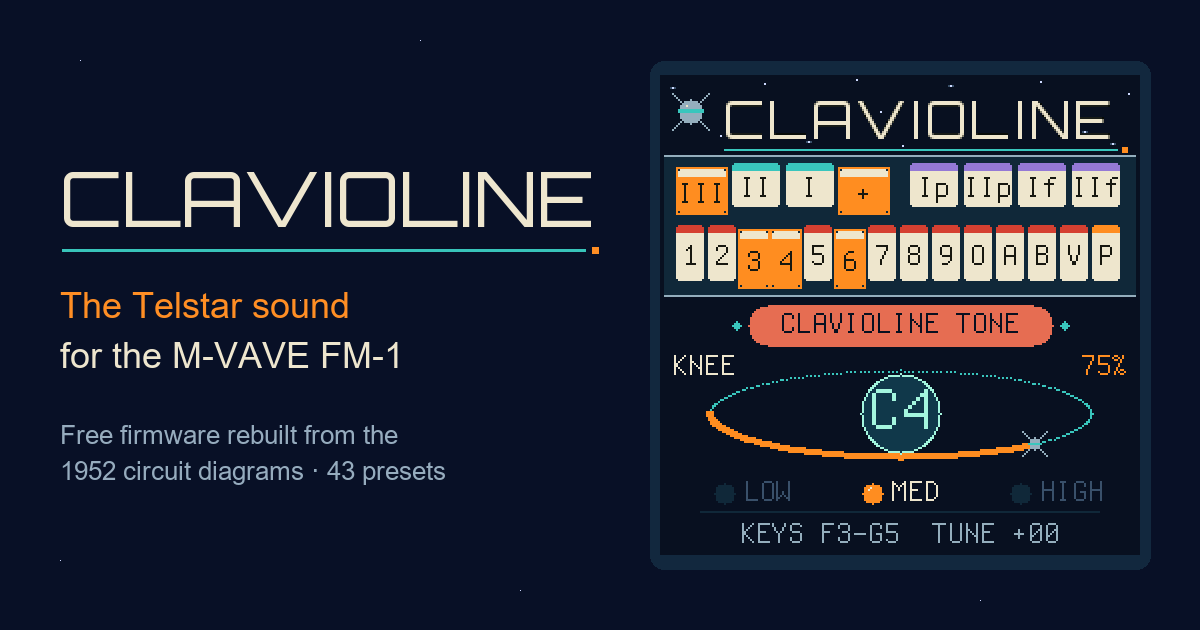 CLAVIOLINE
The Telstar sound
for the M-VAVE FM-1
Free firmware rebuilt from the
1952 circuit diagrams · 43 presets
CLAVIOLINE
III II I + Ip IIp If IIf
1 2 3 4 5 6 7 8 9 0 A B V P
CLAVIOLINE TONE
KNEE 75%
C4
LOW MED HIGH
KEYS F3-G5 TUNE +00